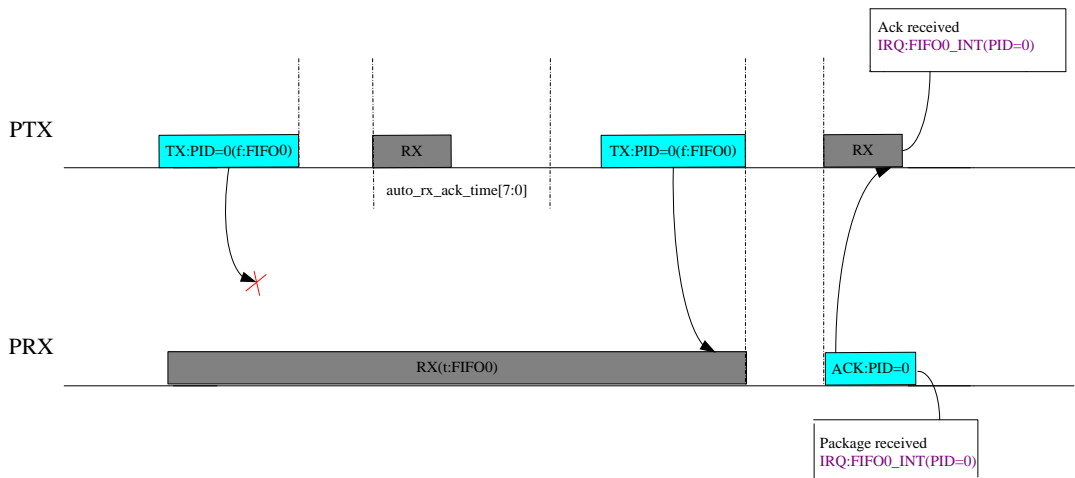 Ack received
IRQ:FIFO0_INT(PID=0)
PTX
TX:PID=0(f:FIFO0)
RX
TX:PID=0(f:FIFO0)
RX
auto_rx_ack_time[7:0]
PRX
RX(t:FIFO0)
ACK:PID=0
Package received
IRQ:FIFO0_INT(PID=0)